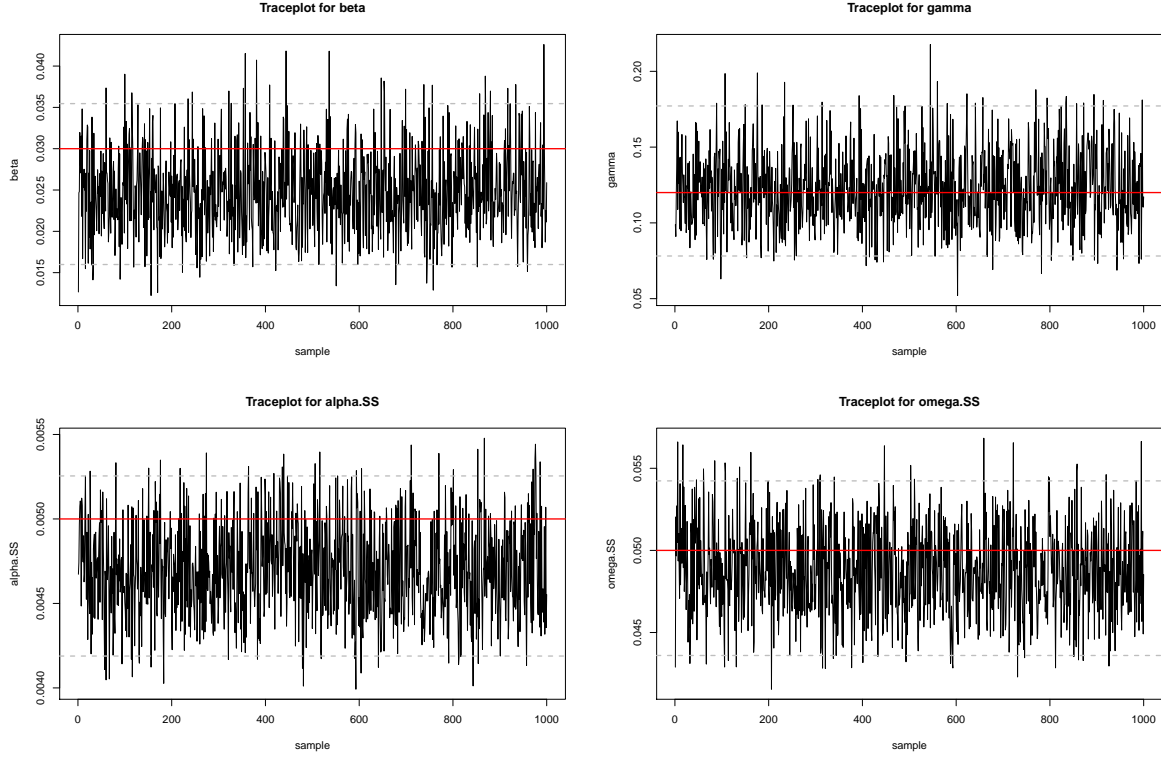 Traceplot for beta
0.040
0.035
0.030
0.025
0.020
0.015
beta
0 200 400 600 800 1000
sample
Traceplot for gamma
0.20
0.15
0.10
0.05
gamma
0 200 400 600 800 1000
sample
Traceplot for alpha.SS
0.0055
0.0050
0.0045
0.0040
alpha.SS
0 200 400 600 800 1000
sample
Traceplot for omega.SS
0.055
0.050
0.045
omega.SS
0 200 400 600 800 1000
sample